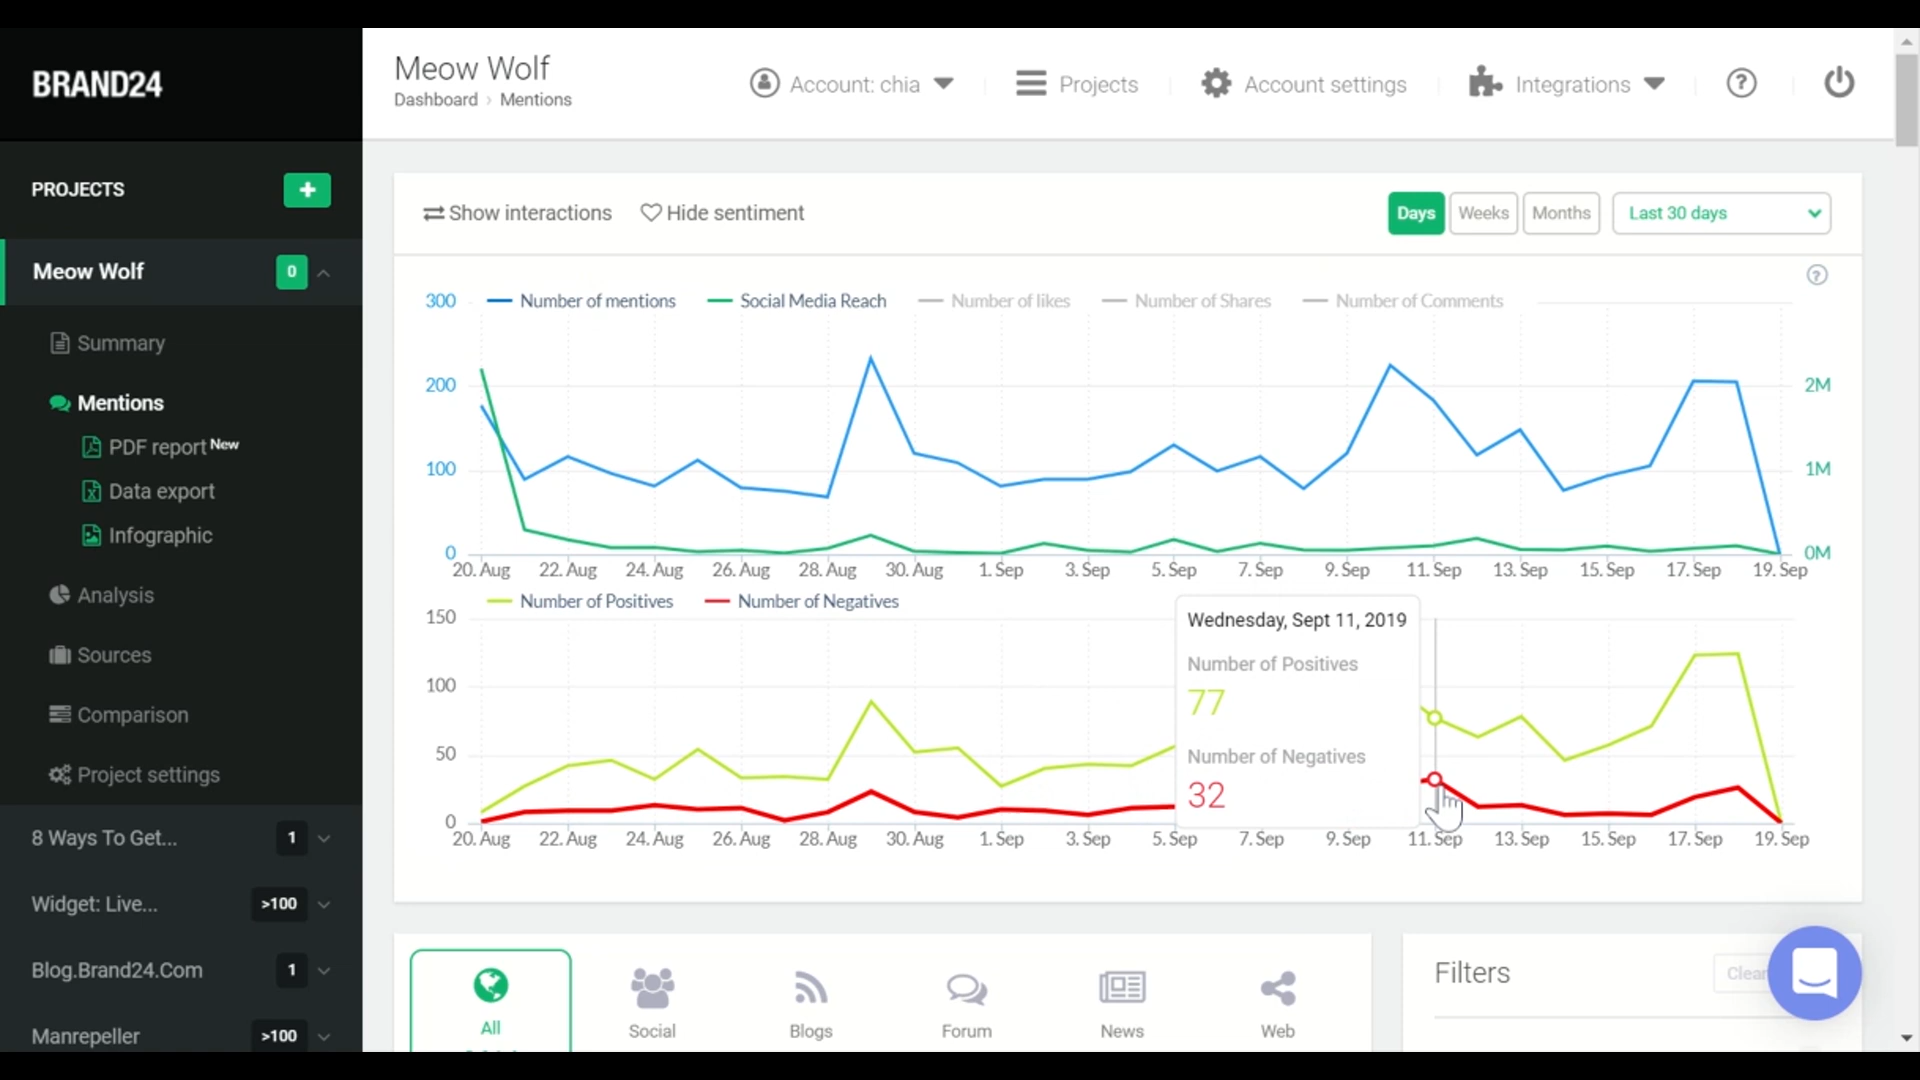 BRAND24
PROJECTS
+
Meow Wolf 0
Summary
Mentions
PDF report New
Data export
Infographic
Analysis
Sources
Comparison
Project settings
8 Ways To Get... 1
Widget: Live... >100
Blog.Brand24.Com 1
Manrepeller >100
Meow Wolf
Dashboard › Mentions
Account: chia
Projects
Account settings
Integrations
?
Show interactions Hide sentiment
Days Weeks Months Last 30 days
?
Number of mentions Social Media Reach Number of likes Number of Shares Number of Comments
300
200 2M
100 1M
0 0M
20. Aug 22. Aug 24. Aug 26. Aug 28. Aug 30. Aug 1. Sep 3. Sep 5. Sep 7. Sep 9. Sep 11. Sep 13. Sep 15. Sep 17. Sep 19. Sep
Number of Positives Number of Negatives
150
100
50
0
20. Aug 22. Aug 24. Aug 26. Aug 28. Aug 30. Aug 1. Sep 3. Sep 5. Sep 7. Sep 9. Sep 11. Sep 13. Sep 15. Sep 17. Sep 19. Sep
Wednesday, Sept 11, 2019
Number of Positives
77
Number of Negatives
32
All Social Blogs Forum News Web
Filters
Clear